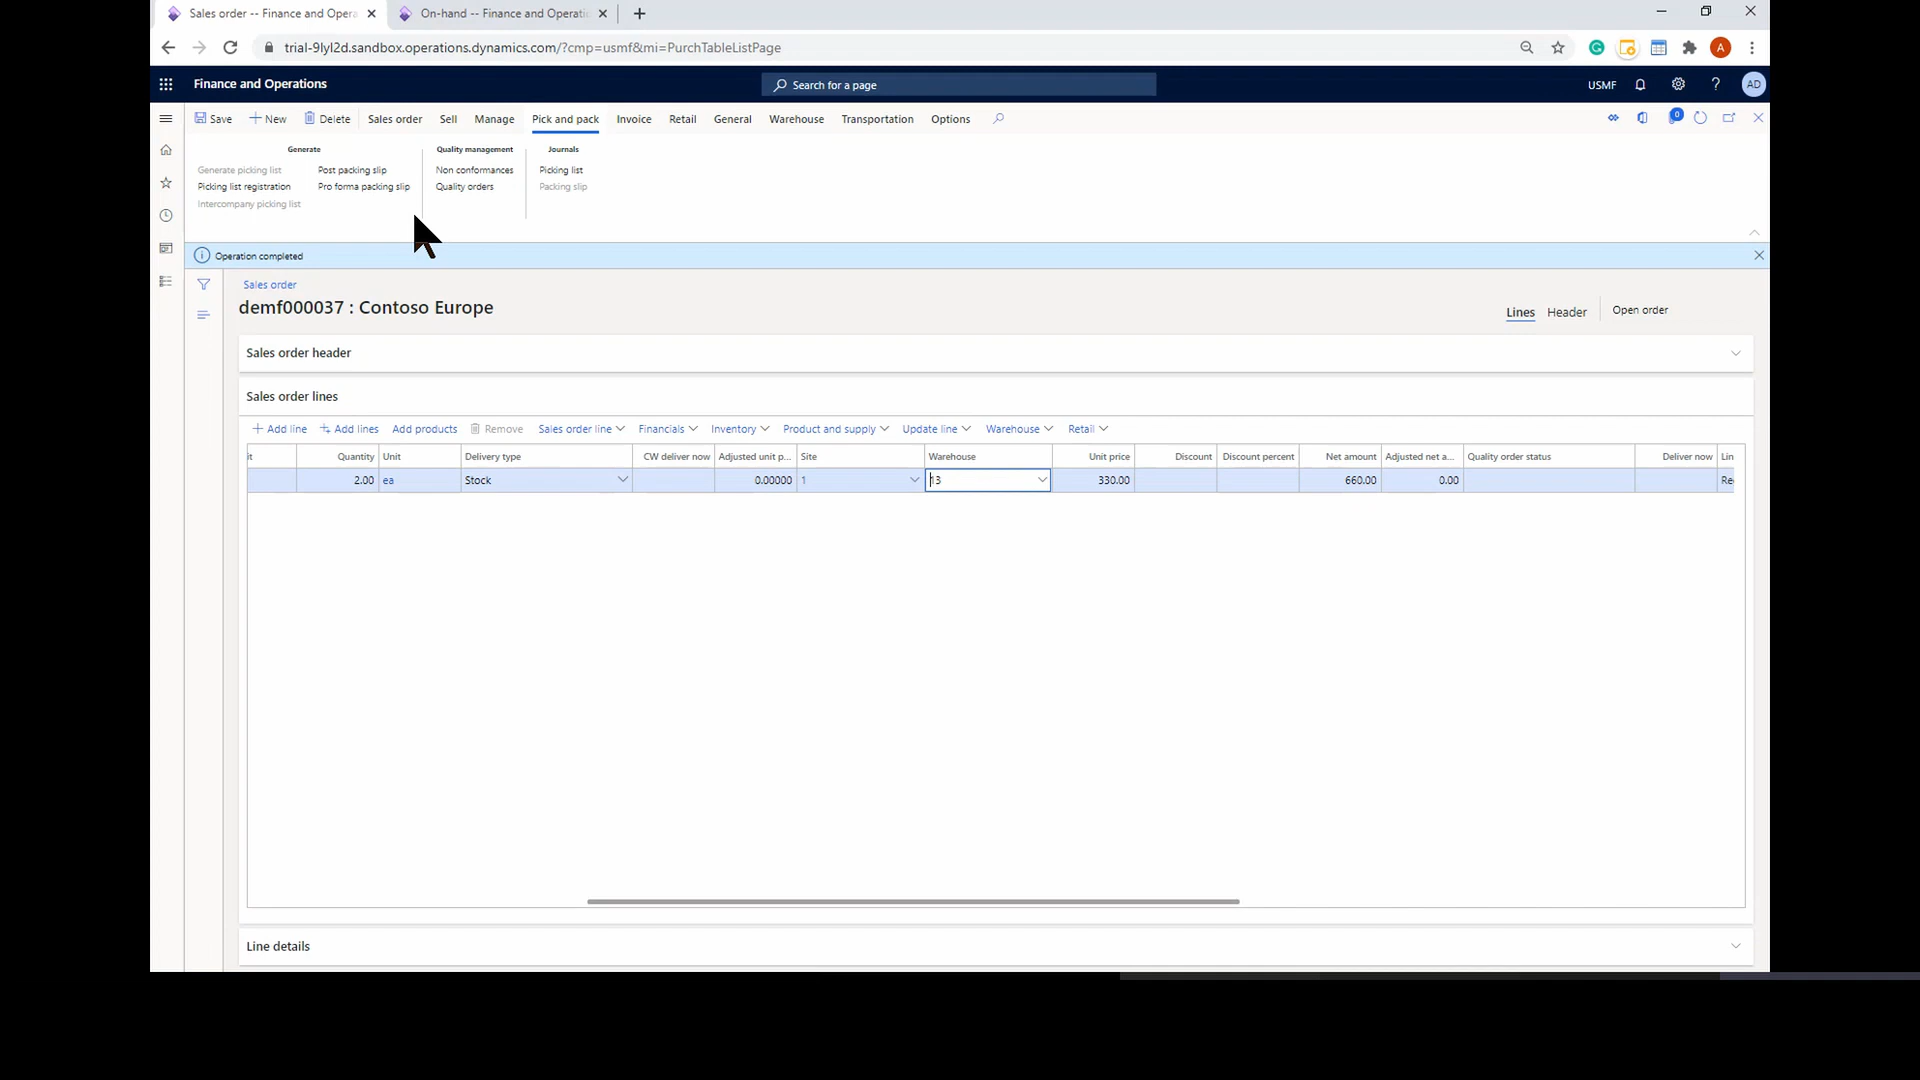 Sales order -- Finance and Opera
On-hand -- Finance and Operati
trial-9lyl2d.sandbox.operations.dynamics.com/?cmp=usmf&mi=PurchTableListPage
A
Finance and Operations
Search for a page
USMF
?
AD
Save
New
Delete
Sales order
Sell
Manage
Pick and pack
Invoice
Retail
General
Warehouse
Transportation
Options
0
Generate
Quality management
Journals
Generate picking list
Post packing slip
Non conformances
Picking list
Picking list registration
Pro forma packing slip
Quality orders
Packing slip
Intercompany picking list
Operation completed
Sales order
demf000037 : Contoso Europe
Lines
Header
Open order
Sales order header
Sales order lines
Add line
Add lines
Add products
Remove
Sales order line
Financials
Inventory
Product and supply
Update line
Warehouse
Retail
it
Quantity
Unit
Delivery type
CW deliver now
Adjusted unit p...
Site
Warehouse
Unit price
Discount
Discount percent
Net amount
Adjusted net a...
Quality order status
Deliver now
Lin
2.00
ea
Stock
0.00000
1
13
330.00
660.00
0.00
Re
Line details